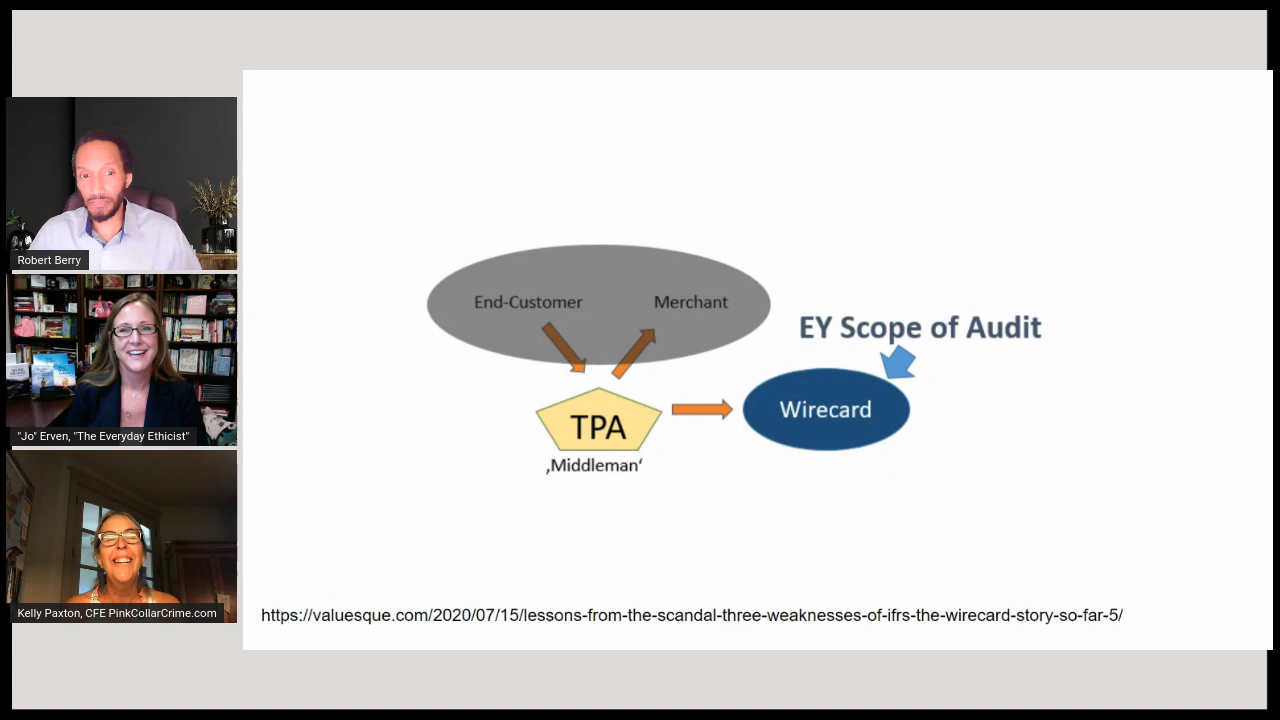 Robert Berry
"Jo" Erven, "The Everyday Ethicist"
Kelly Paxton, CFE PinkCollarCrime.com
End-Customer
Merchant
EY Scope of Audit
TPA
‚Middleman‘
Wirecard
https://valuesque.com/2020/07/15/lessons-from-the-scandal-three-weaknesses-of-ifrs-the-wirecard-story-so-far-5/